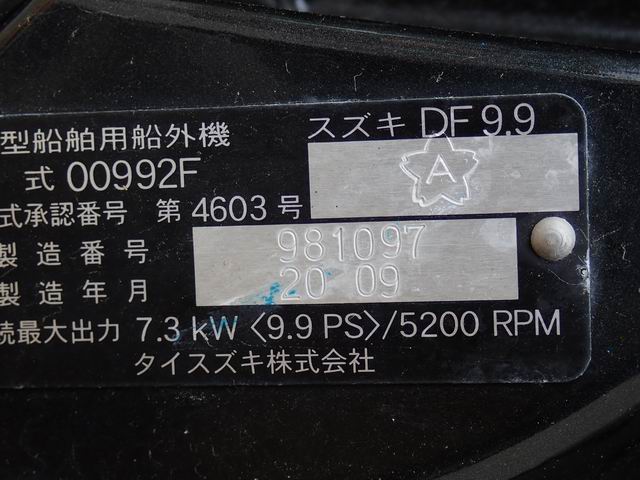 型船舶用船外機 スズキ DF 9.9
式 00992F A
式承認番号 第 4603 号
製造番号 981097
製造年月 20 09
続最大出力 7.3 kW〈9.9 PS〉/5200 RPM
タイスズキ株式会社